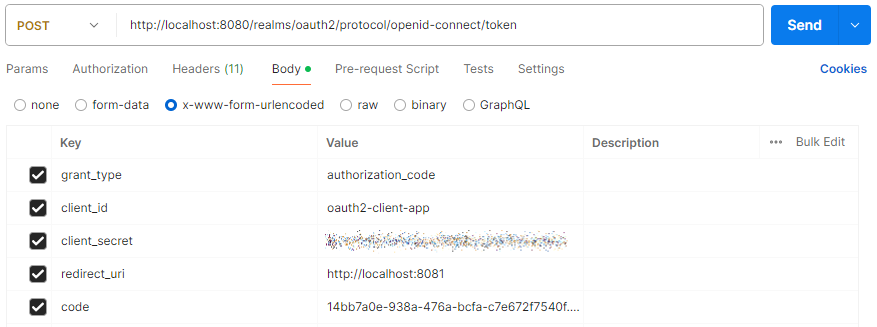 POST http://localhost:8080/realms/oauth2/protocol/openid-connect/token Send
Params Authorization Headers (11) Body Pre-request Script Tests Settings Cookies
none form-data x-www-form-urlencoded raw binary GraphQL
Key Value Description ••• Bulk Edit
grant_type authorization_code
client_id oauth2-client-app
client_secret
redirect_uri http://localhost:8081
code 14bb7a0e-938a-476a-bcfa-c7e672f7540f....